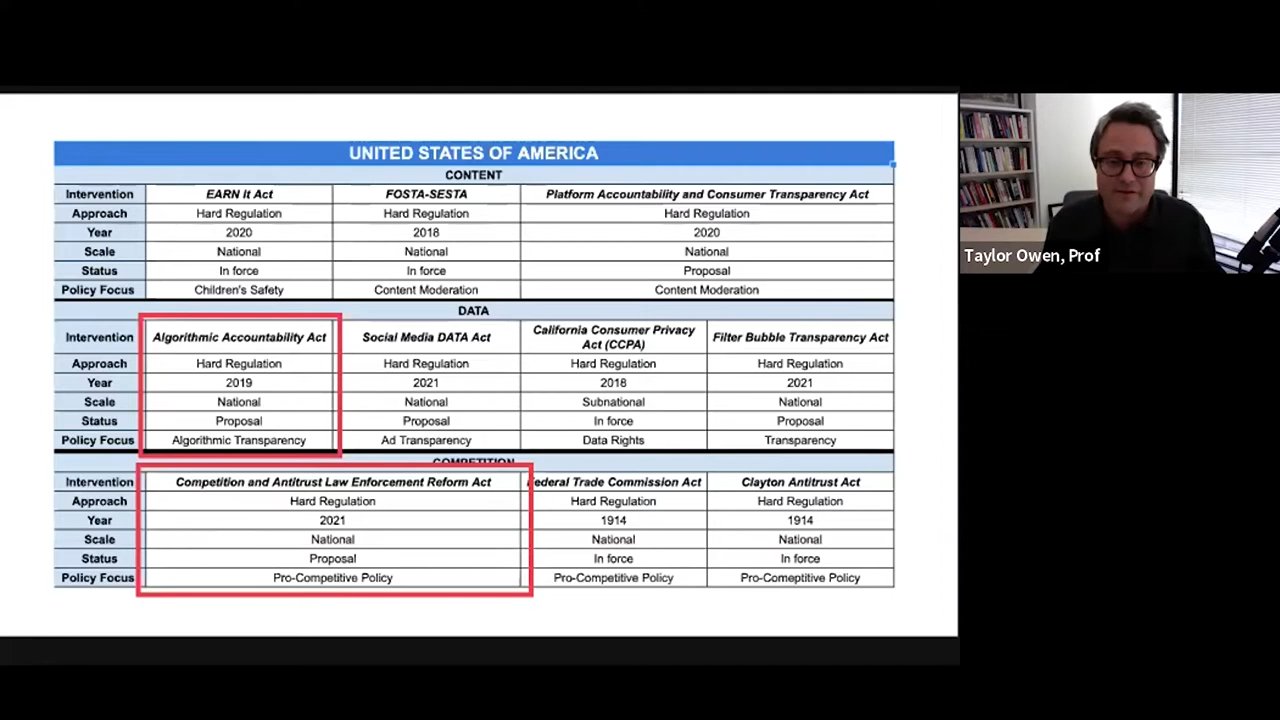 UNITED STATES OF AMERICA
CONTENT
Intervention EARN It Act FOSTA-SESTA Platform Accountability and Consumer Transparency Act
Approach Hard Regulation Hard Regulation Hard Regulation
Year 2020 2018 2020
Scale National National National
Status In force In force Proposal
Policy Focus Children's Safety Content Moderation Content Moderation
DATA
Intervention Algorithmic Accountability Act Social Media DATA Act California Consumer Privacy Act (CCPA) Filter Bubble Transparency Act
Approach Hard Regulation Hard Regulation Hard Regulation Hard Regulation
Year 2019 2021 2018 2021
Scale National National Subnational National
Status Proposal Proposal In force Proposal
Policy Focus Algorithmic Transparency Ad Transparency Data Rights Transparency
COMPETITION
Intervention Competition and Antitrust Law Enforcement Reform Act Federal Trade Commission Act Clayton Antitrust Act
Approach Hard Regulation Hard Regulation Hard Regulation
Year 2021 1914 1914
Scale National National National
Status Proposal In force In force
Policy Focus Pro-Competitive Policy Pro-Competitive Policy Pro-Comeptitive Policy
Taylor Owen, Prof